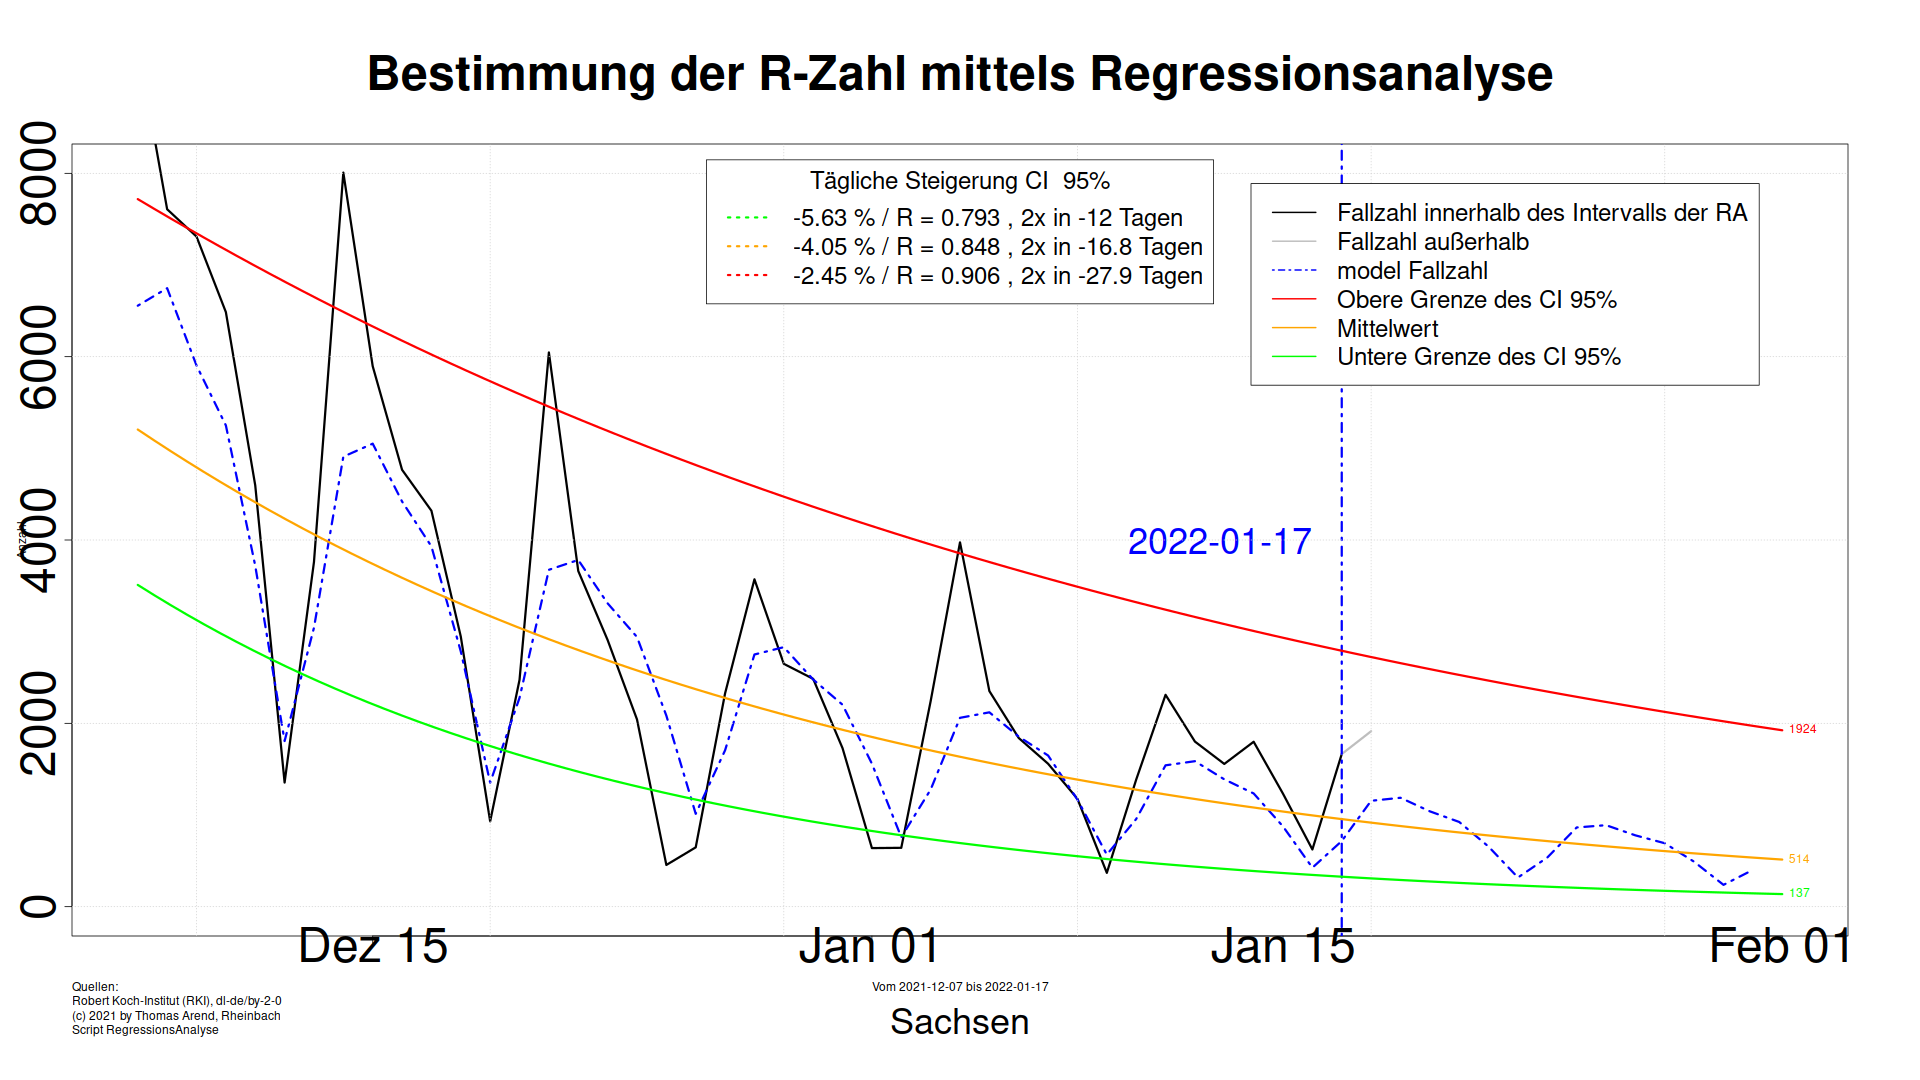 Bestimmung der R-Zahl mittels Regressionsanalyse
8000
6000
4000
2000
0
Anzahl
Tägliche Steigerung CI 95%
-5.63 % / R = 0.793 , 2x in -12 Tagen
-4.05 % / R = 0.848 , 2x in -16.8 Tagen
-2.45 % / R = 0.906 , 2x in -27.9 Tagen
Fallzahl innerhalb des Intervalls der RA
Fallzahl außerhalb
model Fallzahl
Obere Grenze des CI 95%
Mittelwert
Untere Grenze des CI 95%
2022-01-17
1924
514
137
Dez 15
Jan 01
Jan 15
Feb 01
Quellen:
Robert Koch-Institut (RKI), dl-de/by-2-0
(c) 2021 by Thomas Arend, Rheinbach
Script RegressionsAnalyse
Vom 2021-12-07 bis 2022-01-17
Sachsen